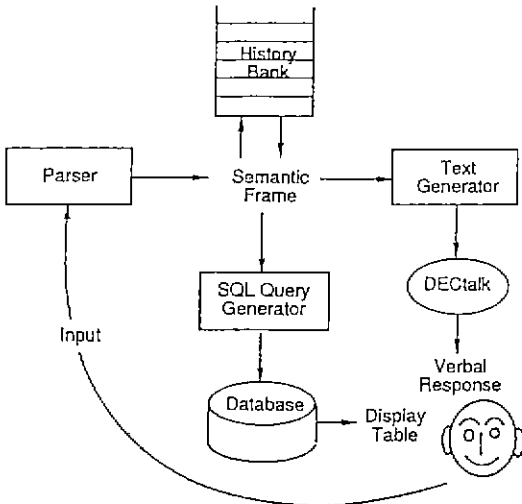 History
Bank
Parser
Semantic
Frame
Text
Generator
SQL Query
Generator
DECtalk
Input
Verbal
Response
Database
Display
Table